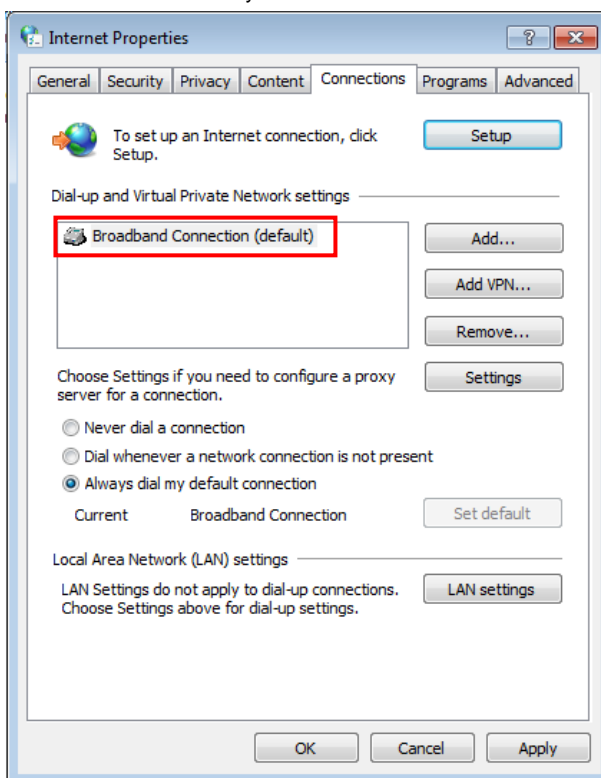 Internet Properties
General Security Privacy Content Connections Programs Advanced
To set up an Internet connection, click
Setup.
Setup
Dial-up and Virtual Private Network settings
Broadband Connection (default)
Add...
Add VPN...
Remove...
Choose Settings if you need to configure a proxy
server for a connection.
Settings
Never dial a connection
Dial whenever a network connection is not present
Always dial my default connection
Current Broadband Connection Set default
Local Area Network (LAN) settings
LAN Settings do not apply to dial-up connections.
Choose Settings above for dial-up settings.
LAN settings
OK Cancel Apply